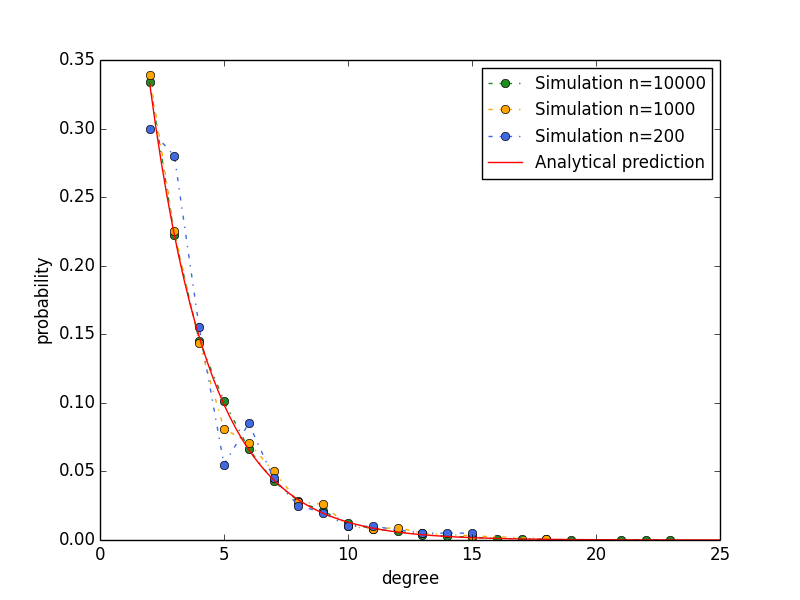 0.35
0.30
0.25
0.20
0.15
0.10
0.05
0.00
probability
0 5 10 15 20 25
degree
Simulation n=10000
Simulation n=1000
Simulation n=200
Analytical prediction